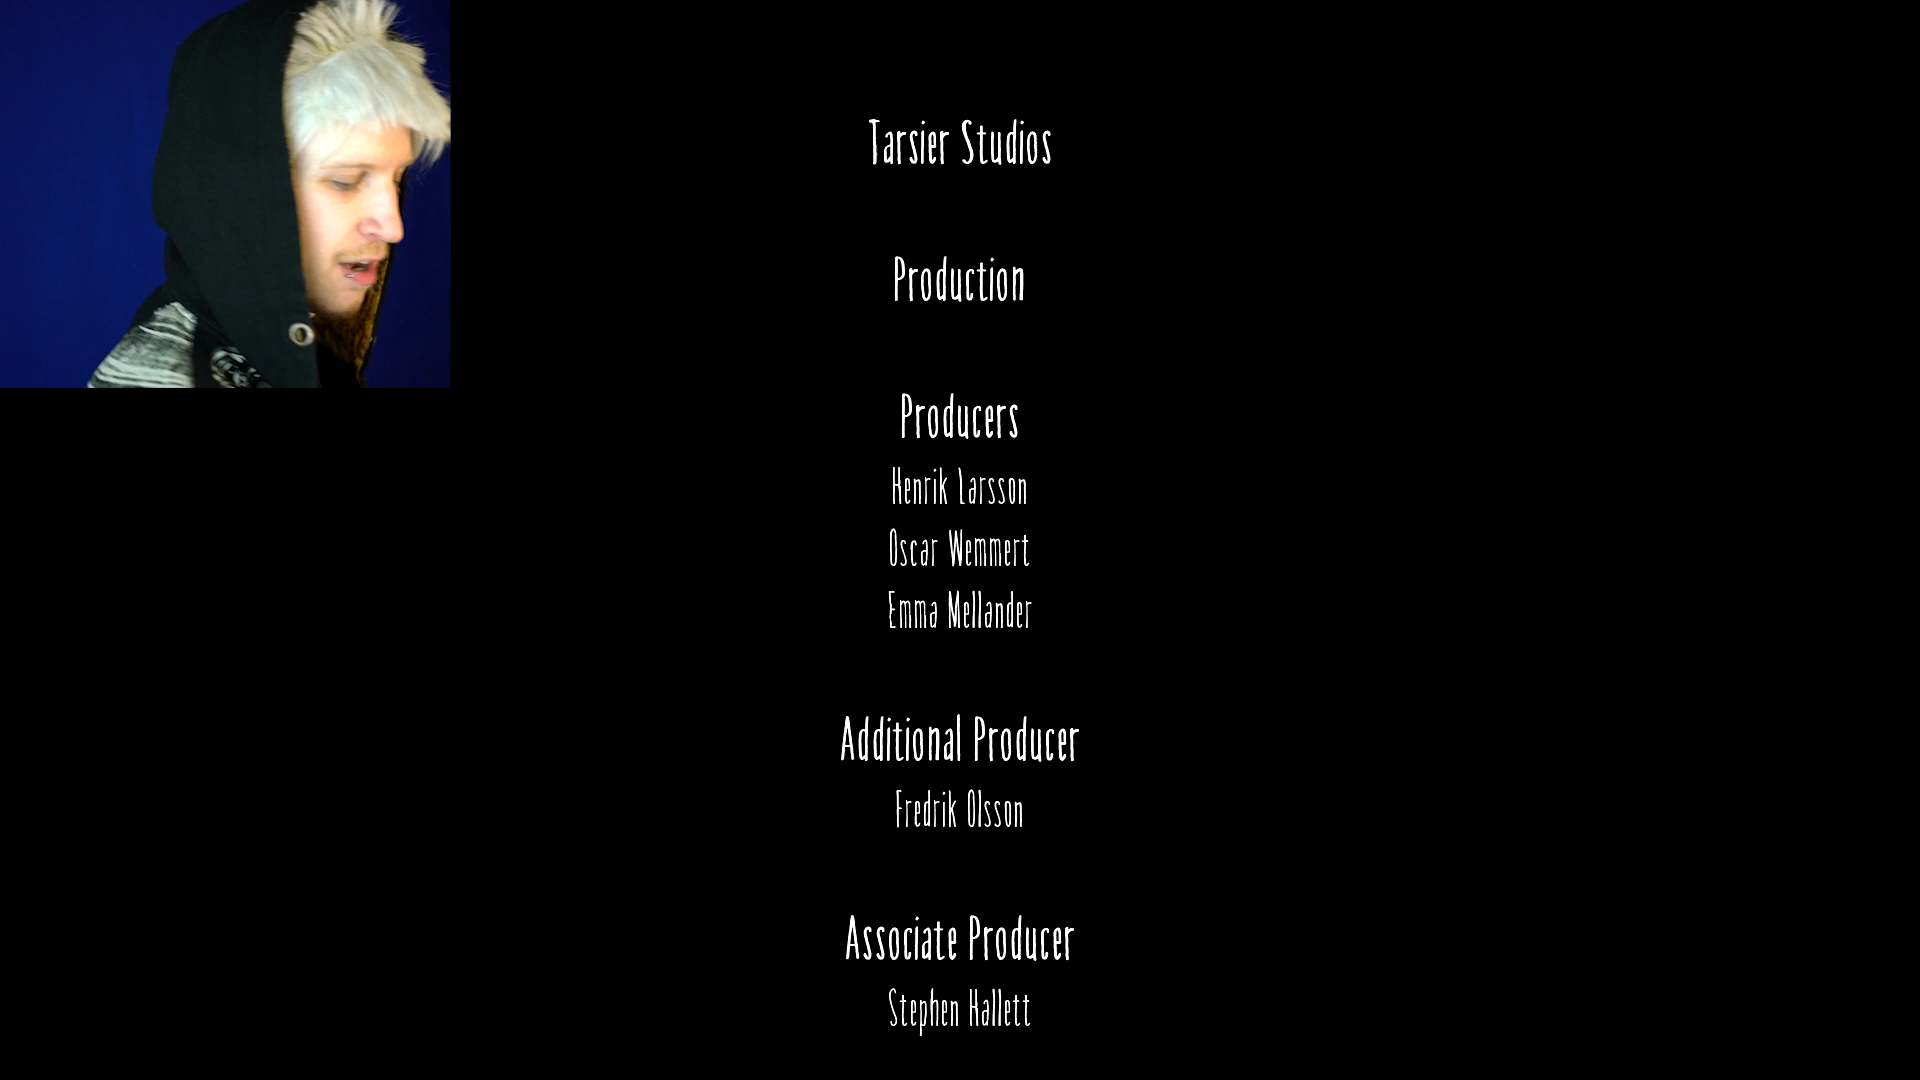 Tarsier Studios
Production
Producers
Henrik Larsson
Oscar Wemmert
Emma Mellander
Additional Producer
Fredrik Olsson
Associate Producer
Stephen Hallett